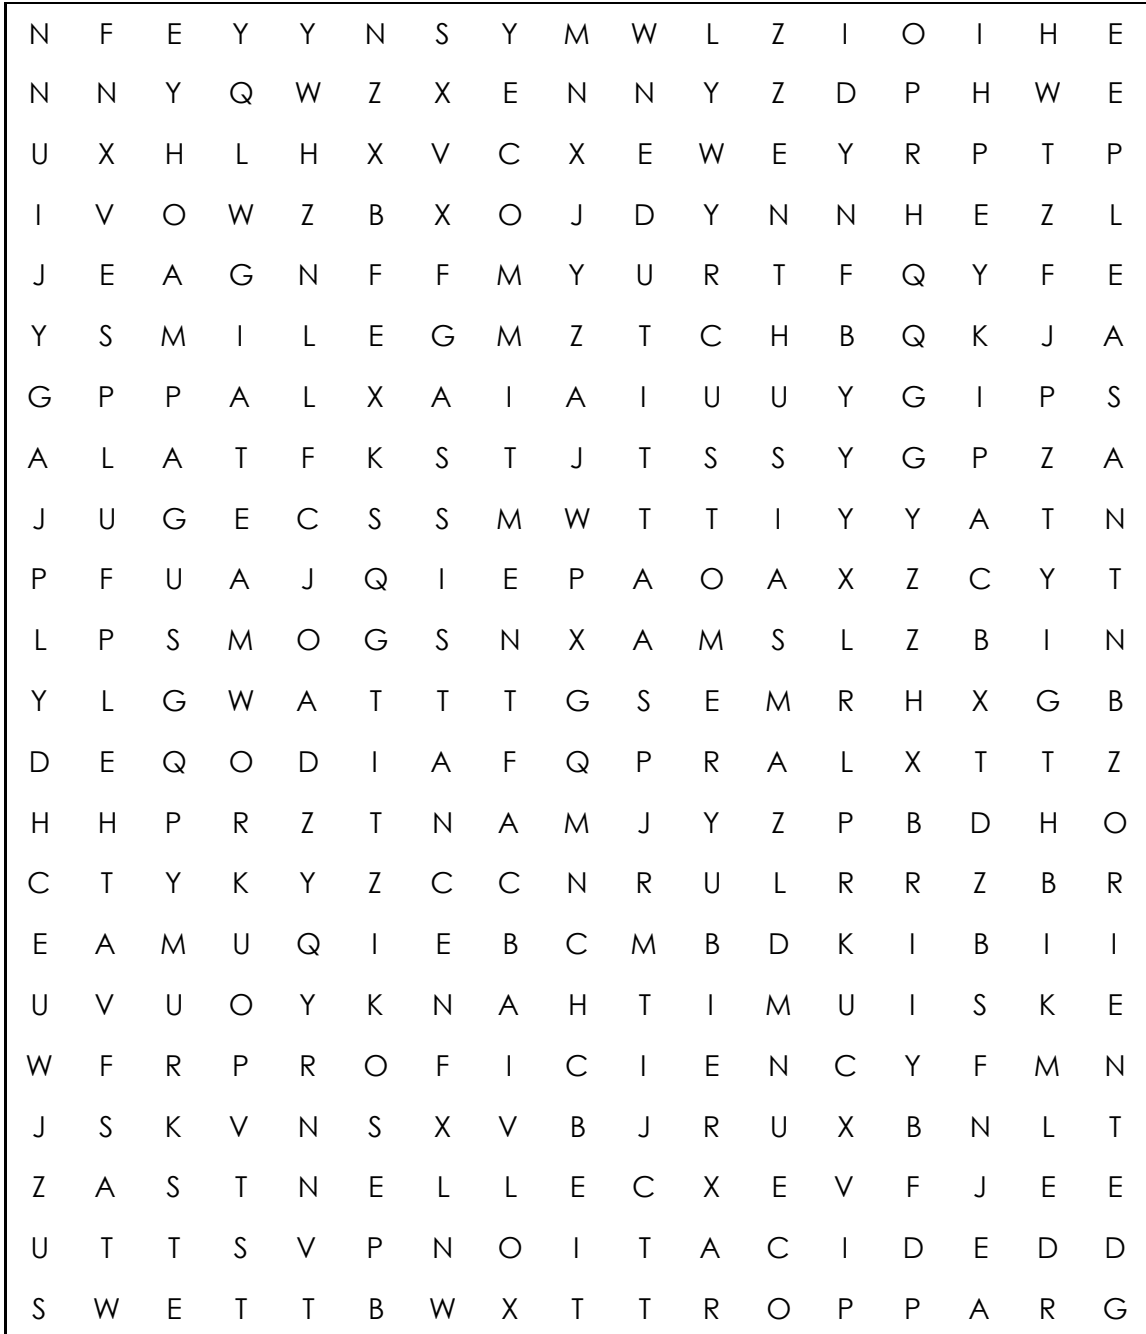 N F E Y Y N S Y M W L Z I O I H E
N N Y Q W Z X E N N Y Z D P H W E
U X H L H X V C X E W E Y R P T P
I V O W Z B X O J D Y N N H E Z L
J E A G N F F M Y U R T F Q Y F E
Y S M I L E G M Z T C H B Q K J A
G P P A L X A I A I U U Y G I P S
A L A T F K S T J T S S Y G P Z A
J U G E C S S M W T T I Y Y A T N
P F U A J Q I E P A O A X Z C Y T
L P S M O G S N X A M S L Z B I N
Y L G W A T T T G S E M R H X G B
D E Q O D I A F Q P R A L X T T Z
H H P R Z T N A M J Y Z P B D H O
C T Y K Y Z C C N R U L R R Z B R
E A M U Q I E B C M B D K I B I I
U V U O Y K N A H T I M U I S K E
W F R P R O F I C I E N C Y F M N
J S K V N S X V B J R U X B N L T
Z A S T N E L L E C X E V F J E E
U T T S V P N O I T A C I D E D D
S W E T T B W X T T R O P P A R G